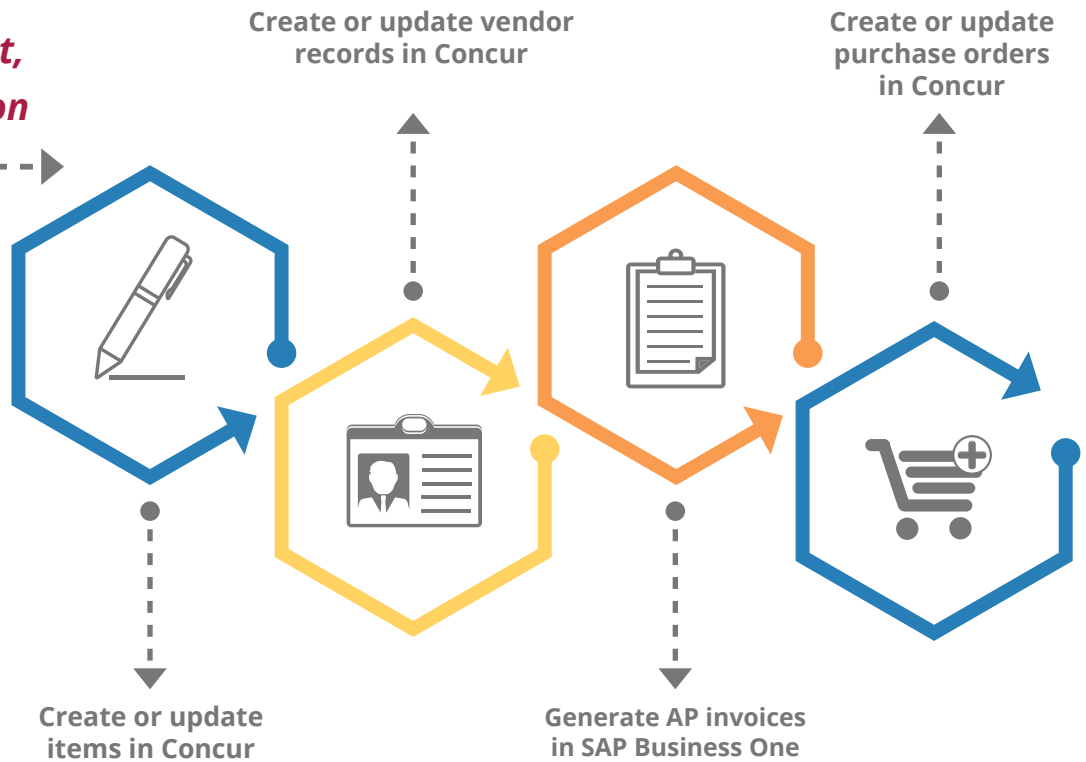 t,
on
Create or update vendor
records in Concur
Create or update
purchase orders
in Concur
Create or update
items in Concur
Generate AP invoices
in SAP Business One